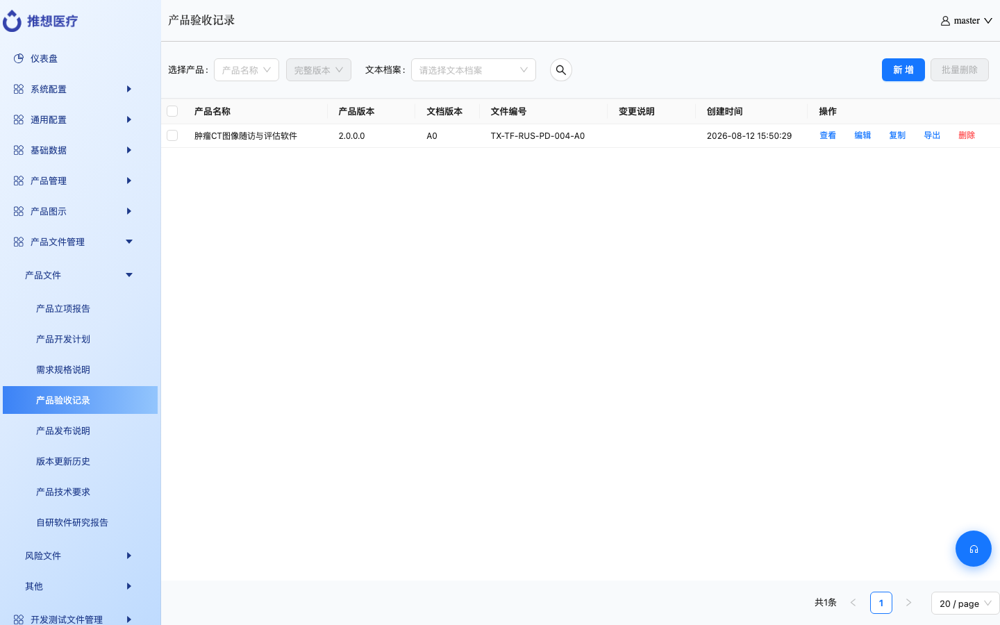 推想医疗
产品验收记录
master
仪表盘
系统配置
通用配置
基础数据
产品管理
产品图示
产品文件管理
产品文件
产品立项报告
产品开发计划
需求规格说明
产品验收记录
产品发布说明
版本更新历史
产品技术要求
自研软件研究报告
风险文件
其他
开发测试文件管理
选择产品： 产品名称 完整版本 文本档案： 请选择文本档案 新 增 批量删除
产品名称 产品版本 文档版本 文件编号 变更说明 创建时间 操作
肿瘤CT图像随访与评估软件 2.0.0.0 A0 TX-TF-RUS-PD-004-A0 2026-08-12 15:50:29 查看 编辑 复制 导出 删除
共1条 1 20 / page